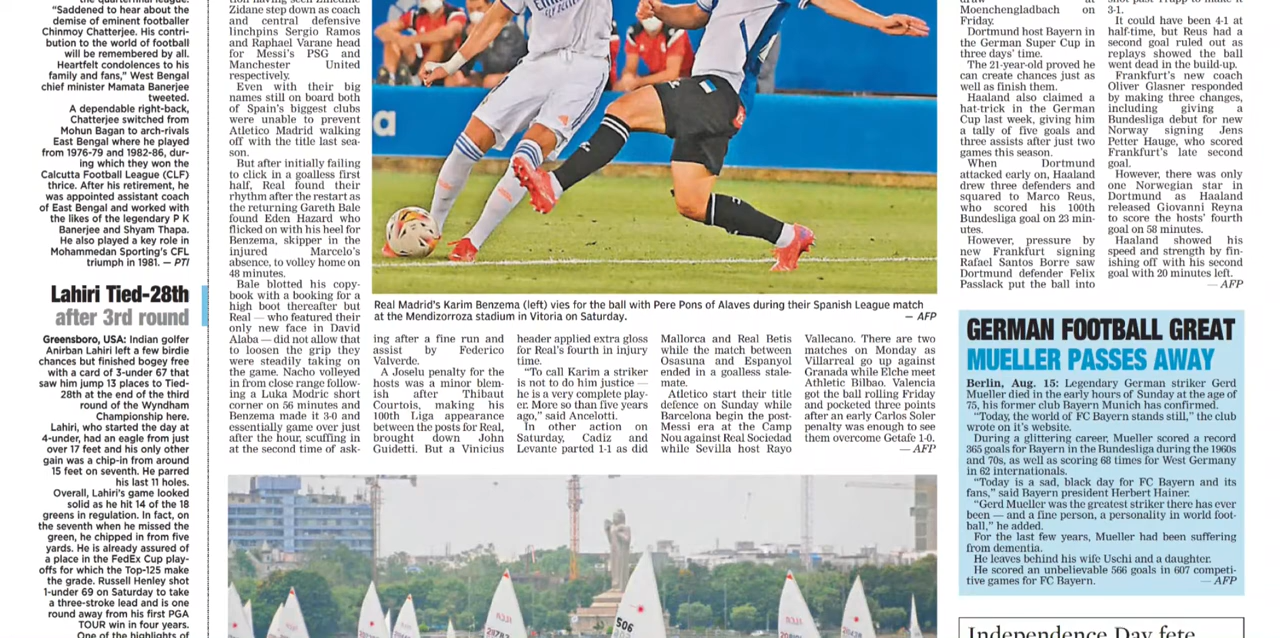 the quarterfinal league.
"Saddened to hear about the
demise of eminent footballer
Chinmoy Chatterjee. His contri-
bution to the world of football
will be remembered by all.
Heartfelt condolences to his
family and fans," West Bengal
chief minister Mamata Banerjee
tweeted.
A dependable right-back,
Chatterjee switched from
Mohun Bagan to arch-rivals
East Bengal where he played
from 1976-79 and 1982-86, dur-
ing which they won the
Calcutta Football League (CLF)
thrice. After his retirement, he
was appointed assistant coach
of East Bengal and worked with
the likes of the legendary P K
Banerjee and Shyam Thapa.
He also played a key role in
Mohammedan Sporting's CFL
triumph in 1981. — PTI
Lahiri Tied-28th
after 3rd round
Greensboro, USA: Indian golfer
Anirban Lahiri left a few birdie
chances but finished bogey free
with a card of 3-under 67 that
saw him jump 13 places to Tied-
28th at the end of the third
round of the Wyndham
Championship here.
Lahiri, who started the day at
4-under, had an eagle from just
over 17 feet and his only other
gain was a chip-in from around
15 feet on seventh. He parred
his last 11 holes.
Overall, Lahiri's game looked
solid as he hit 14 of the 18
greens in regulation. In fact, on
the seventh when he missed the
green, he chipped in from five
yards. He is already assured of
a place in the FedEx Cup play-
offs for which the Top-125 make
the grade. Russell Henley shot
1-under 69 on Saturday to take
a three-stroke lead and is one
round away from his first PGA
TOUR win in four years.
One of the highlights of
tion having seen Zinedine
Zidane step down as coach
and central defensive
linchpins Sergio Ramos
and Raphael Varane head
for Messi's PSG and
Manchester United
respectively.
Even with their big
names still on board both
of Spain's biggest clubs
were unable to prevent
Atletico Madrid walking
off with the title last sea-
son.
But after initially failing
to click in a goalless first
half, Real found their
rhythm after the restart as
the returning Gareth Bale
found Eden Hazard who
flicked on with his heel for
Benzema, skipper in the
injured Marcelo's
absence, to volley home on
48 minutes.
Bale blotted his copy-
book with a booking for a
high boot thereafter but
Real — who featured their
only new face in David
Alaba — did not allow that
to loosen the grip they
were steadily taking on
the game. Nacho volleyed
in from close range follow-
ing a Luka Modric short
corner on 56 minutes and
Benzema made it 3-0 and
essentially game over just
after the hour, scuffing in
at the second time of ask-
a
Real Madrid's Karim Benzema (left) vies for the ball with Pere Pons of Alaves during their Spanish League match
at the Mendizorroza stadium in Vitoria on Saturday. — AFP
ing after a fine run and
assist by Federico
Valverde.
A Joselu penalty for the
hosts was a minor blem-
ish after Thibaut
Courtois, making his
100th Liga appearance
between the posts for Real,
brought down John
Guidetti. But a Vinicius
header applied extra gloss
for Real's fourth in injury
time.
"To call Karim a striker
is not to do him justice —
he is a very complete play-
er. More so than five years
ago," said Ancelotti.
In other action on
Saturday, Cadiz and
Levante parted 1-1 as did
Mallorca and Real Betis
while the match between
Osasuna and Espanyol
ended in a goalless stale-
mate.
Atletico start their title
defence on Sunday while
Barcelona begin the post-
Messi era at the Camp
Nou against Real Sociedad
while Sevilla host Rayo
Vallecano. There are two
matches on Monday as
Villarreal go up against
Granada while Elche meet
Athletic Bilbao. Valencia
got the ball rolling Friday
and pocketed three points
after an early Carlos Soler
penalty was enough to see
them overcome Getafe 1-0.
— AFP
506
draw at
Moenchengladbach on
Friday.
Dortmund host Bayern in
the German Super Cup in
three days' time.
The 21-year-old proved he
can create chances just as
well as finish them.
Haaland also claimed a
hat-trick in the German
Cup last week, giving him
a tally of five goals and
three assists after just two
games this season.
When Dortmund
attacked early on, Haaland
drew three defenders and
squared to Marco Reus,
who scored his 100th
Bundesliga goal on 23 min-
utes.
However, pressure by
new Frankfurt signing
Rafael Santos Borre saw
Dortmund defender Felix
Passlack put the ball into
shot past Trapp to make it
3-1.
It could have been 4-1 at
half-time, but Reus had a
second goal ruled out as
replays showed the ball
went dead in the build-up.
Frankfurt's new coach
Oliver Glasner responded
by making three changes,
including giving a
Bundesliga debut for new
Norway signing Jens
Petter Hauge, who scored
Frankfurt's late second
goal.
However, there was only
one Norwegian star in
Dortmund as Haaland
released Giovanni Reyna
to score the hosts' fourth
goal on 58 minutes.
Haaland showed his
speed and strength by fin-
ishing off with his second
goal with 20 minutes left.
— AFP
GERMAN FOOTBALL GREAT
MUELLER PASSES AWAY
Berlin, Aug. 15: Legendary German striker Gerd
Mueller died in the early hours of Sunday at the age of
75, his former club Bayern Munich has confirmed.
"Today, the world of FC Bayern stands still," the club
wrote on it's website.
During a glittering career, Mueller scored a record
365 goals for Bayern in the Bundesliga during the 1960s
and 70s, as well as scoring 68 times for West Germany
in 62 internationals.
"Today is a sad, black day for FC Bayern and its
fans," said Bayern president Herbert Hainer.
"Gerd Mueller was the greatest striker there has ever
been — and a fine person, a personality in world foot-
ball," he added.
For the last few years, Mueller had been suffering
from dementia.
He leaves behind his wife Uschi and a daughter.
He scored an unbelievable 566 goals in 607 competi-
tive games for FC Bayern. — AFP
Independence Day fete